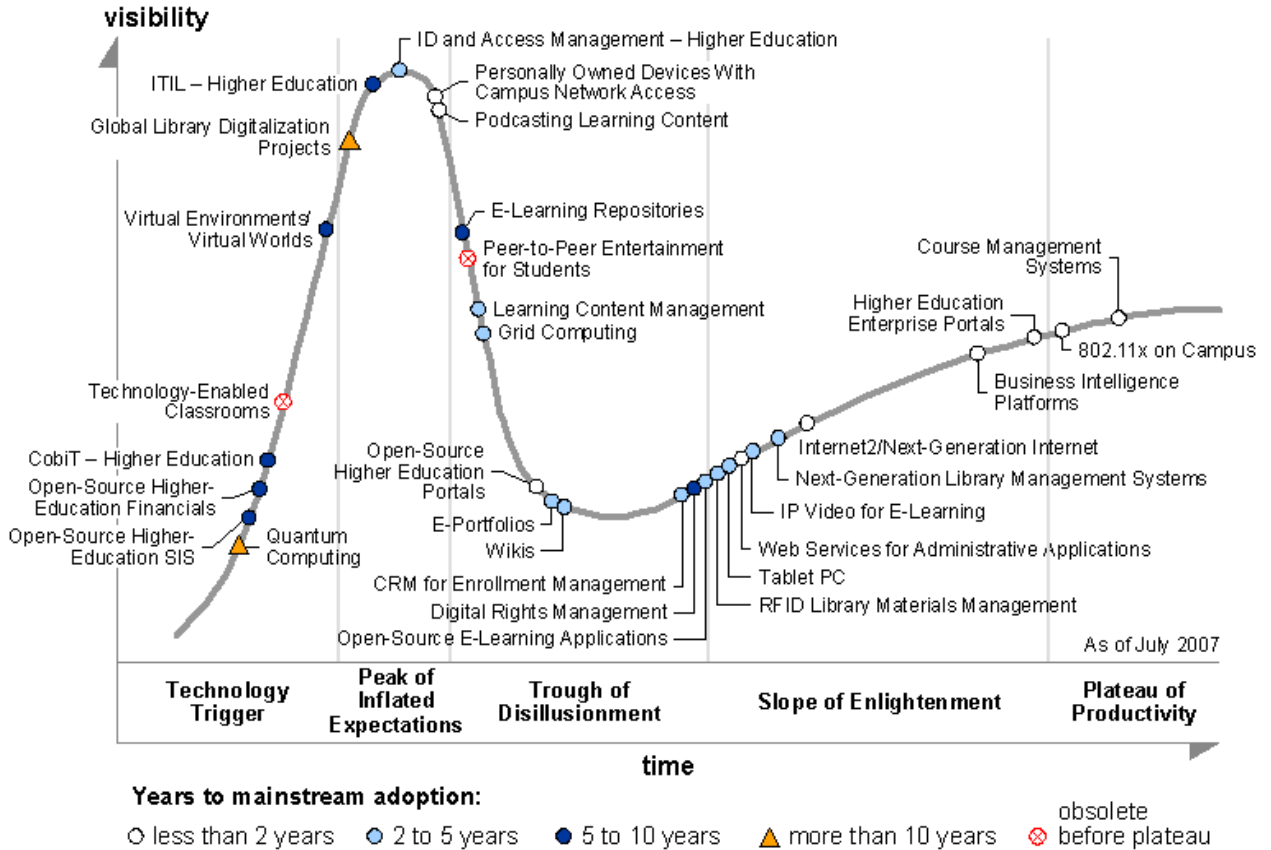 visibility
ID and Access Management – Higher Education
ITIL – Higher Education
Personally Owned Devices With
Campus Network Access
Podcasting Learning Content
Global Library Digitalization
Projects
Virtual Environments/
Virtual Worlds
E-Learning Repositories
Peer-to-Peer Entertainment
for Students
Learning Content Management
Grid Computing
Course Management
Systems
Higher Education
Enterprise Portals
802.11x on Campus
Business Intelligence
Platforms
Technology-Enabled
Classrooms
CobiT – Higher Education
Open-Source Higher-
Education Financials
Open-Source Higher-
Education SIS
Quantum
Computing
Open-Source
Higher Education
Portals
E-Portfolios
Wikis
CRM for Enrollment Management
Digital Rights Management
Open-Source E-Learning Applications
Internet2/Next-Generation Internet
Next-Generation Library Management Systems
IP Video for E-Learning
Web Services for Administrative Applications
Tablet PC
RFID Library Materials Management
As of July 2007
Technology
Trigger
Peak of
Inflated
Expectations
Trough of
Disillusionment
Slope of Enlightenment
Plateau of
Productivity
time
Years to mainstream adoption:
less than 2 years
2 to 5 years
5 to 10 years
more than 10 years
obsolete
before plateau